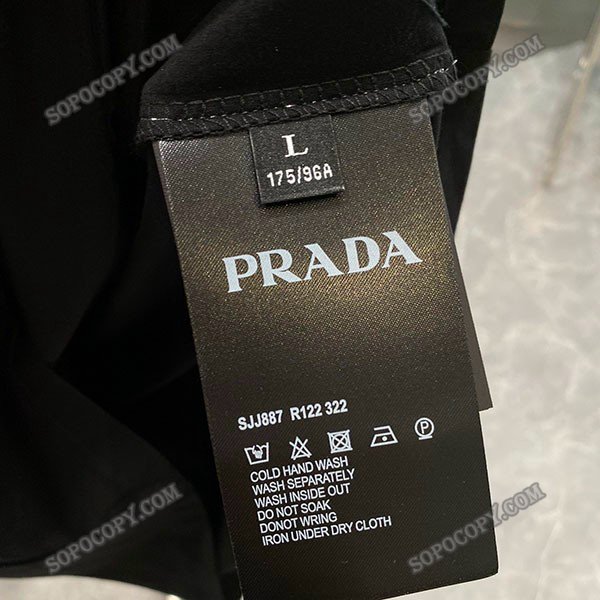 SOPOCOPY.COM
SOPOCOPY.COM
L
175/96A
PRADA
SJJ887 R122 322
P
COLD HAND WASH
WASH SEPARATELY
WASH INSIDE OUT
DO NOT SOAK
DONOT WRING
IRON UNDER DRY CLOTH
SOPOCOPY.COM
SOPOCOPY.COM